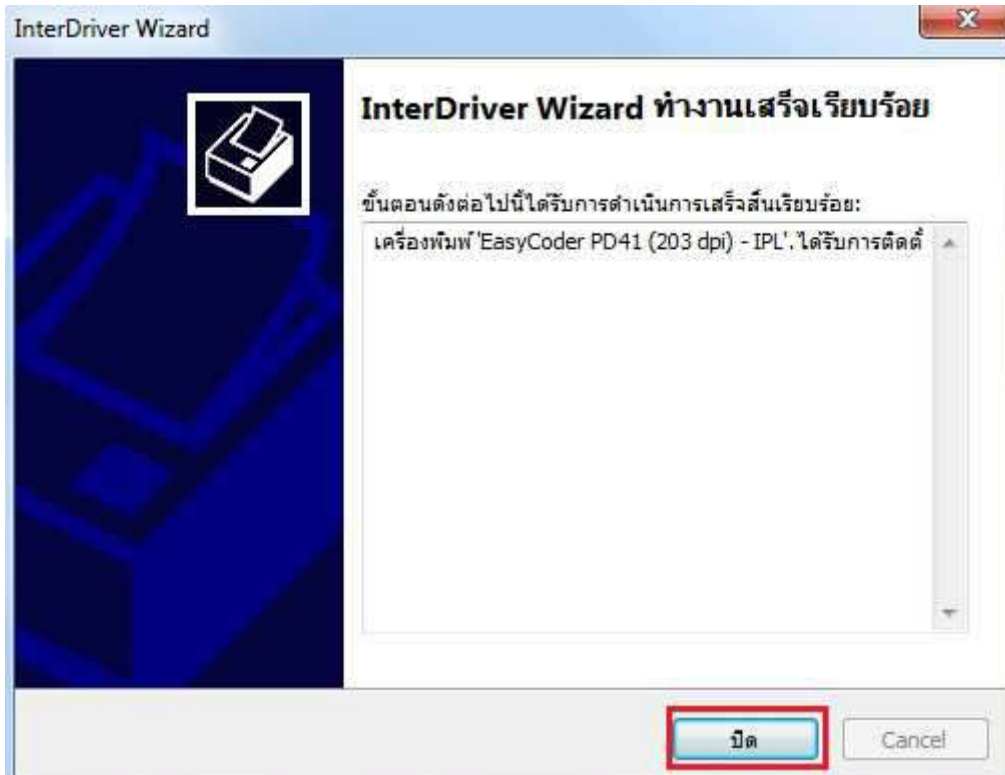 InterDriver Wizard
InterDriver Wizard ทำงานเสร็จเรียบร้อย
ขั้นตอนดังต่อไปนี้ได้รับการดำเนินการเสร็จสิ้นเรียบร้อย:
เครื่องพิมพ์ 'EasyCoder PD41 (203 dpi) - IPL'. ได้รับการติดตั้
ปิด
Cancel